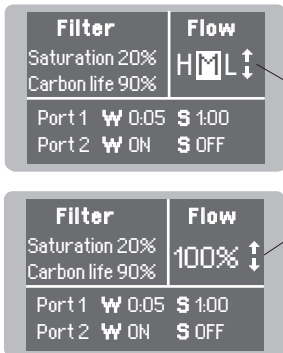 Filter
Saturation 20%
Carbon life 90%
Flow
H M L
Port 1 W 0:05 S 1:00
Port 2 W ON S OFF
Filter
Saturation 20%
Carbon life 90%
Flow
100%
Port 1 W 0:05 S 1:00
Port 2 W ON S OFF